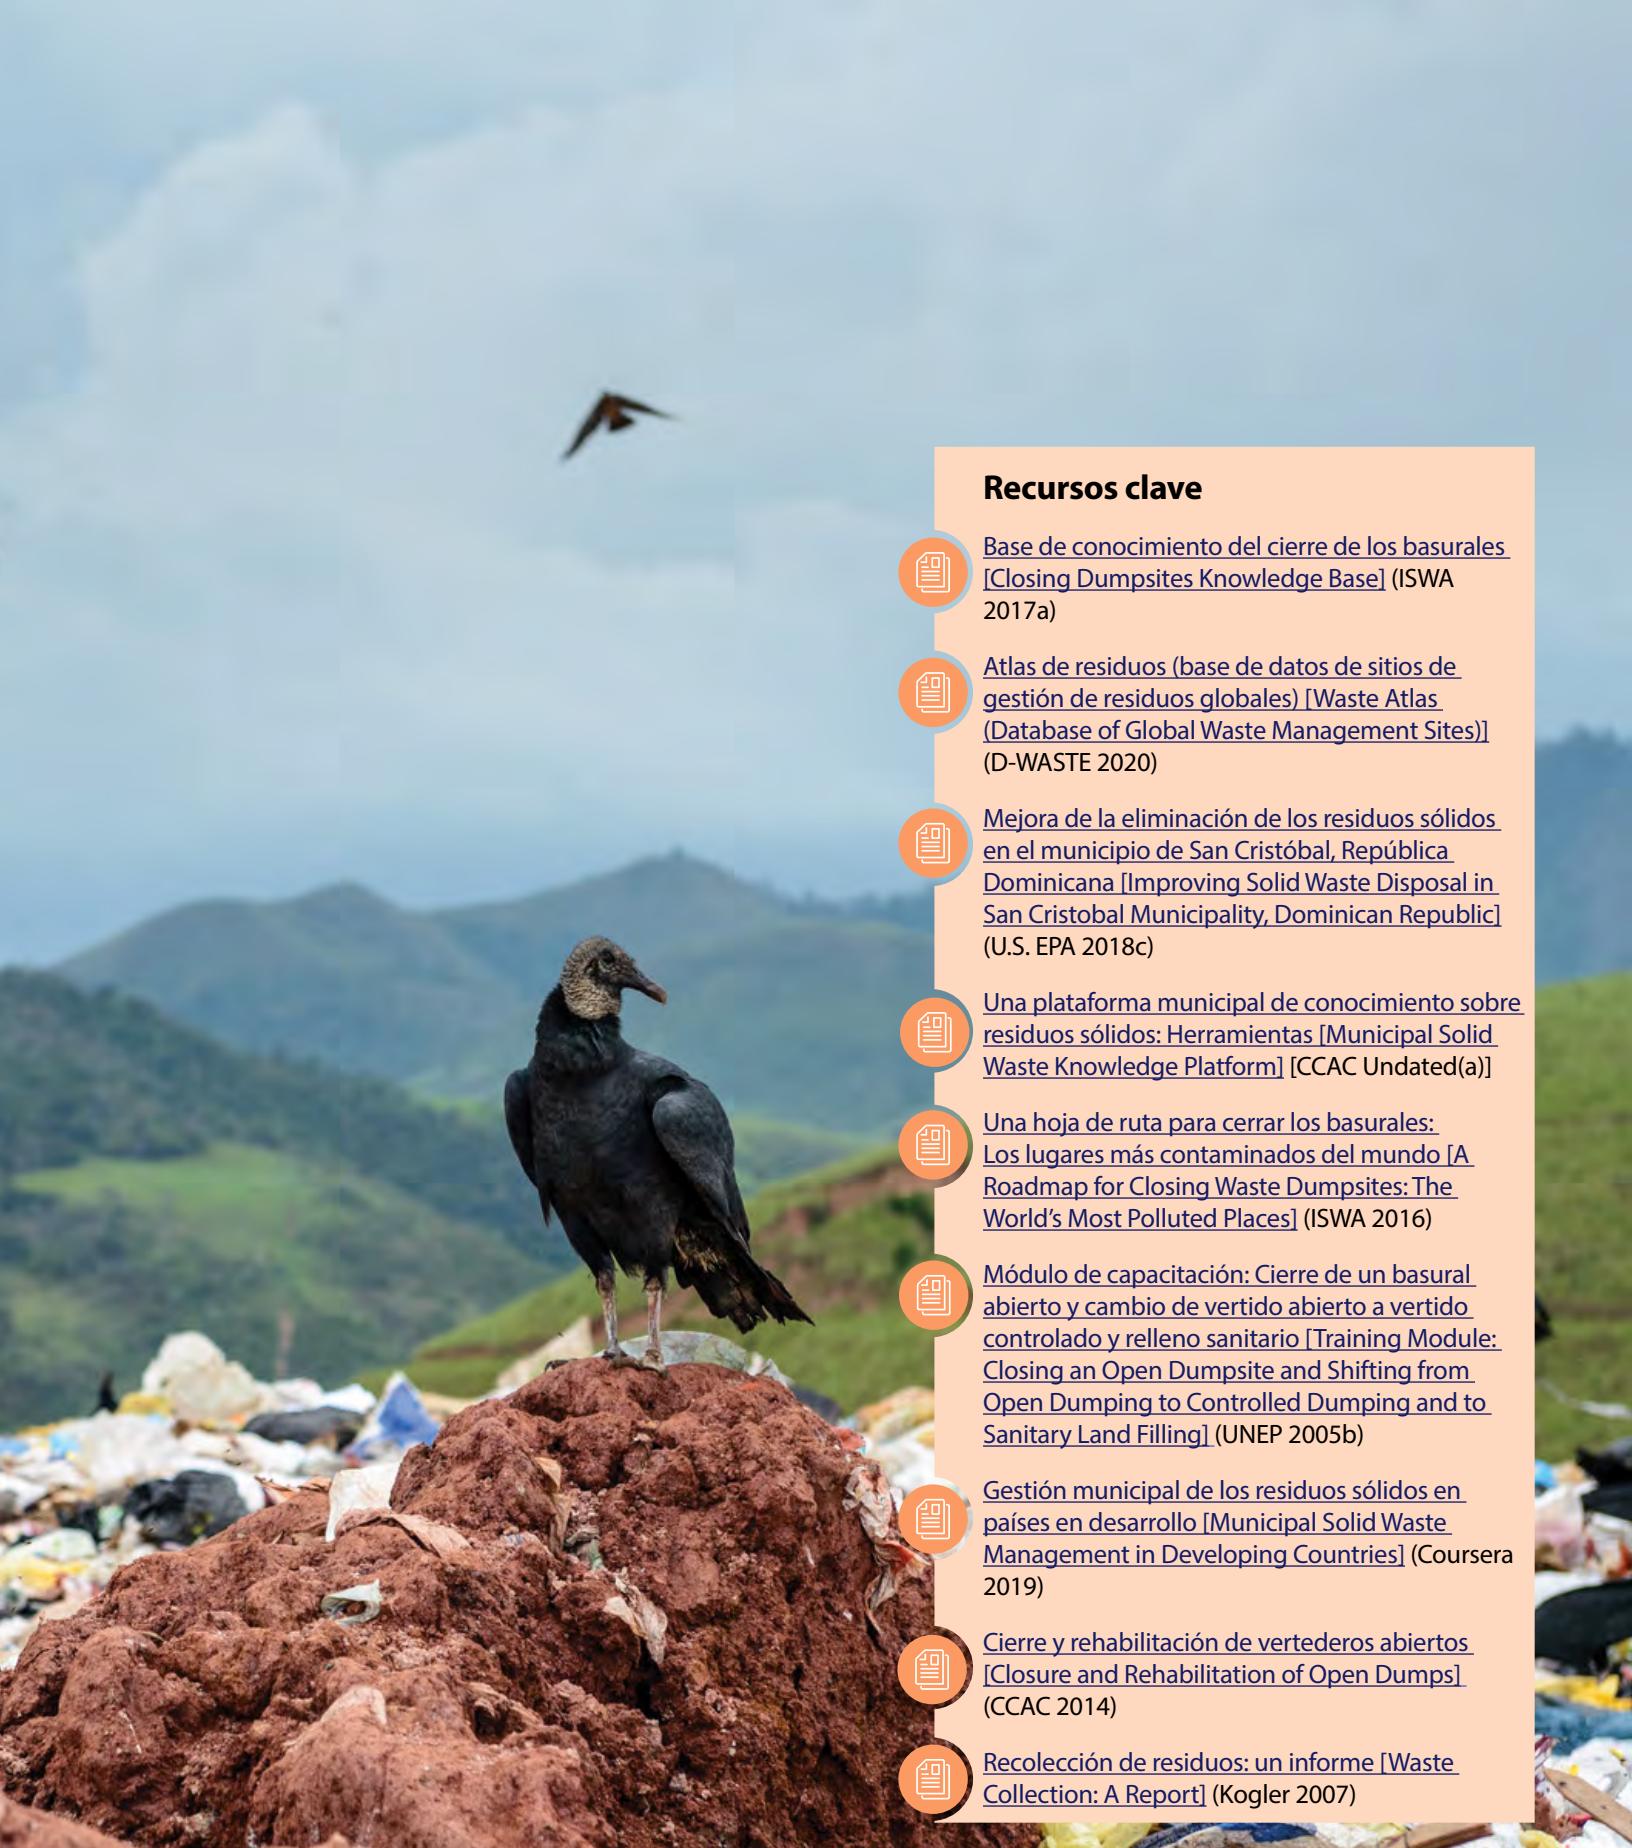 Recursos clave
Base de conocimiento del cierre de los basurales
[Closing Dumpsites Knowledge Base] (ISWA
2017a)
Atlas de residuos (base de datos de sitios de
gestión de residuos globales) [Waste Atlas
(Database of Global Waste Management Sites)]
(D-WASTE 2020)
Mejora de la eliminación de los residuos sólidos
en el municipio de San Cristóbal, República
Dominicana [Improving Solid Waste Disposal in
San Cristobal Municipality, Dominican Republic]
(U.S. EPA 2018c)
Una plataforma municipal de conocimiento sobre
residuos sólidos: Herramientas [Municipal Solid
Waste Knowledge Platform] [CCAC Undated(a)]
Una hoja de ruta para cerrar los basurales:
Los lugares más contaminados del mundo [A
Roadmap for Closing Waste Dumpsites: The
World’s Most Polluted Places] (ISWA 2016)
Módulo de capacitación: Cierre de un basural
abierto y cambio de vertido abierto a vertido
controlado y relleno sanitario [Training Module:
Closing an Open Dumpsite and Shifting from
Open Dumping to Controlled Dumping and to
Sanitary Land Filling] (UNEP 2005b)
Gestión municipal de los residuos sólidos en
países en desarrollo [Municipal Solid Waste
Management in Developing Countries] (Coursera
2019)
Cierre y rehabilitación de vertederos abiertos
[Closure and Rehabilitation of Open Dumps]
(CCAC 2014)
Recolección de residuos: un informe [Waste
Collection: A Report] (Kogler 2007)